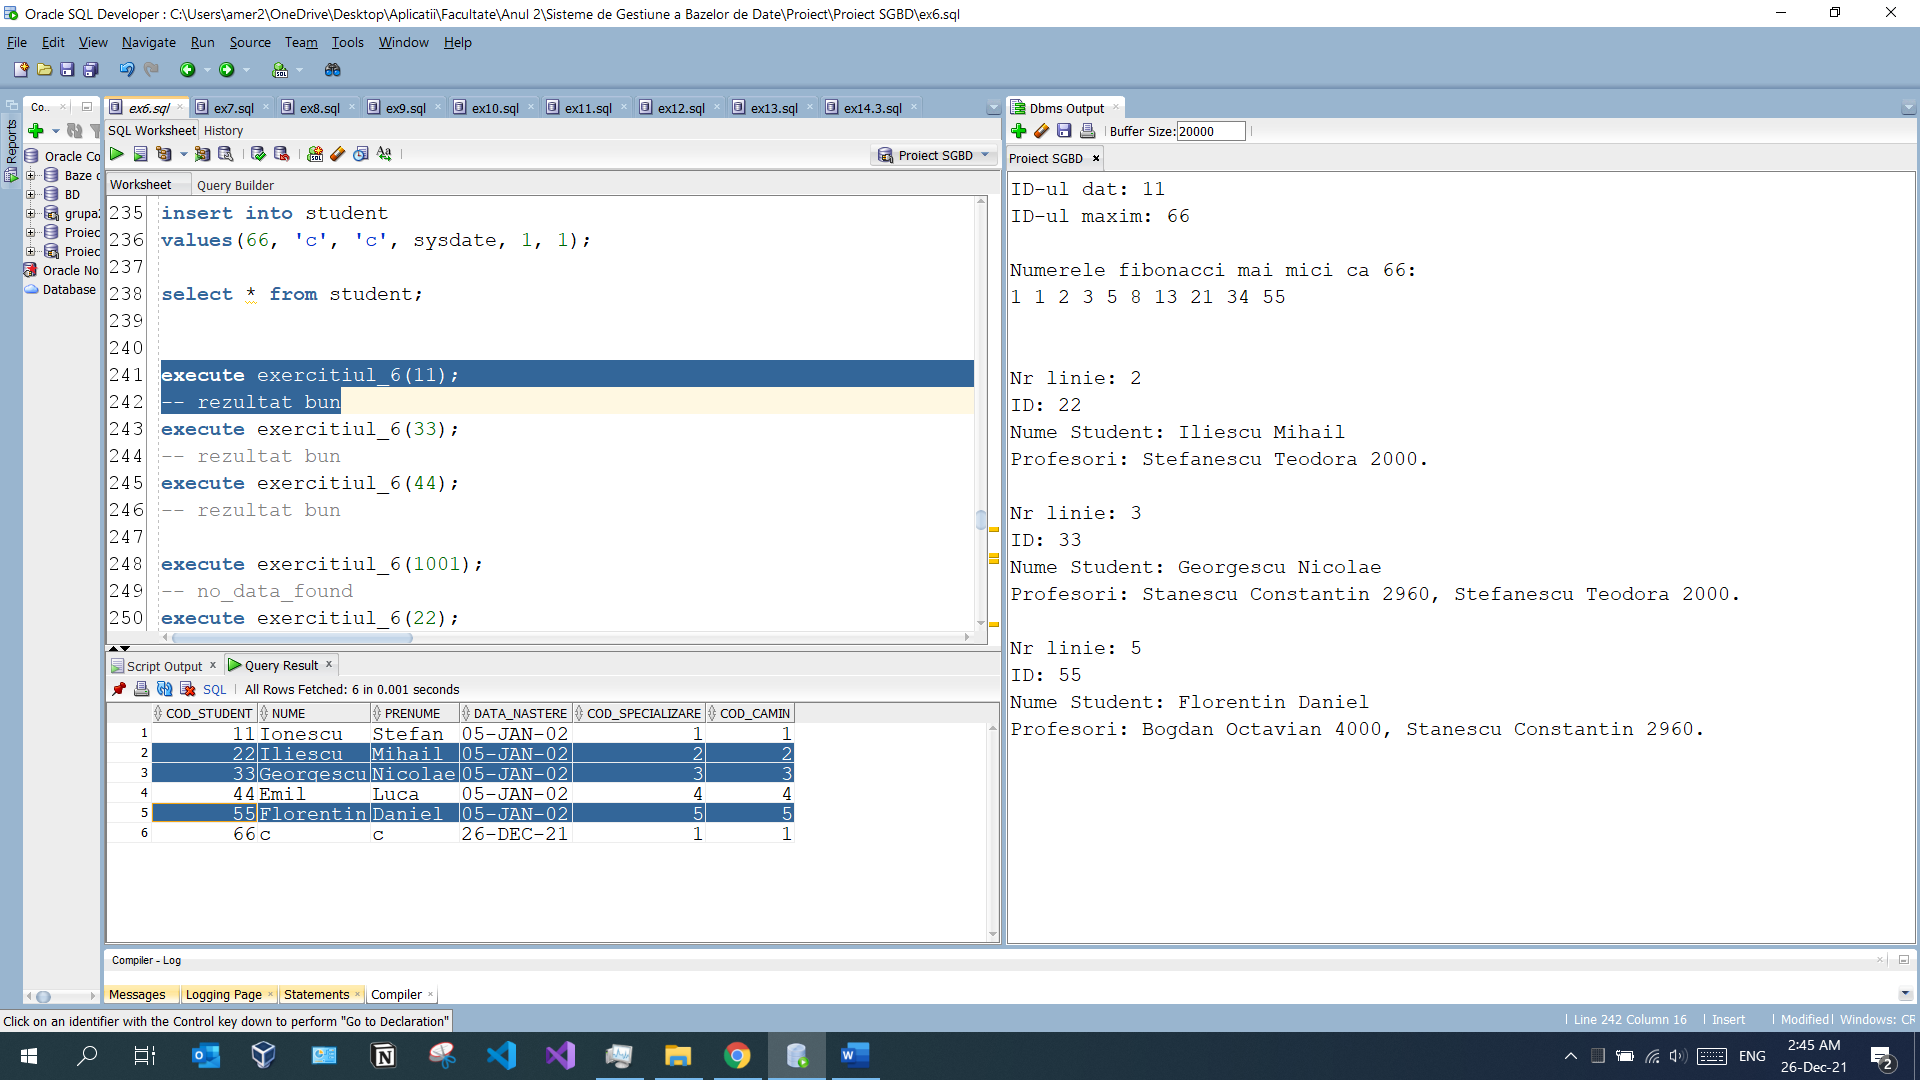 Oracle SQL Developer : C:\Users\amer2\OneDrive\Desktop\Aplicatii\Facultate\Anul 2\Sisteme de Gestiune a Bazelor de Date\Proiect\Proiect SGBD\ex6.sql
File Edit View Navigate Run Source Team Tools Window Help
Reports
Co..
Oracle Co
Baze
BD
grupa
Proiec
Proiec
Oracle No
Database
ex6.sql ex7.sql ex8.sql ex9.sql ex10.sql ex11.sql ex12.sql ex13.sql ex14.3.sql
SQL Worksheet History
Proiect SGBD
Worksheet Query Builder
235 insert into student
236 values(66, 'c', 'c', sysdate, 1, 1);
237
238 select * from student;
239
240
241 execute exercitiul_6(11);
242 -- rezultat bun
243 execute exercitiul_6(33);
244 -- rezultat bun
245 execute exercitiul_6(44);
246 -- rezultat bun
247
248 execute exercitiul_6(1001);
249 -- no_data_found
250 execute exercitiul_6(22);
Script Output Query Result
SQL All Rows Fetched: 6 in 0.001 seconds
COD_STUDENT NUME PRENUME DATA_NASTERE COD_SPECIALIZARE COD_CAMIN
1 11 Ionescu Stefan 05-JAN-02 1 1
2 22 Iliescu Mihail 05-JAN-02 2 2
3 33 Georgescu Nicolae 05-JAN-02 3 3
4 44 Emil Luca 05-JAN-02 4 4
5 55 Florentin Daniel 05-JAN-02 5 5
6 66 c c 26-DEC-21 1 1
Dbms Output
Buffer Size: 20000
Proiect SGBD
ID-ul dat: 11
ID-ul maxim: 66
Numerele fibonacci mai mici ca 66:
1 1 2 3 5 8 13 21 34 55
Nr linie: 2
ID: 22
Nume Student: Iliescu Mihail
Profesori: Stefanescu Teodora 2000.
Nr linie: 3
ID: 33
Nume Student: Georgescu Nicolae
Profesori: Stanescu Constantin 2960, Stefanescu Teodora 2000.
Nr linie: 5
ID: 55
Nume Student: Florentin Daniel
Profesori: Bogdan Octavian 4000, Stanescu Constantin 2960.
Compiler - Log
Messages Logging Page Statements Compiler
Click on an identifier with the Control key down to perform "Go to Declaration"
Line 242 Column 16 Insert Modified Windows: CR
ENG
2:45 AM
26-Dec-21
2